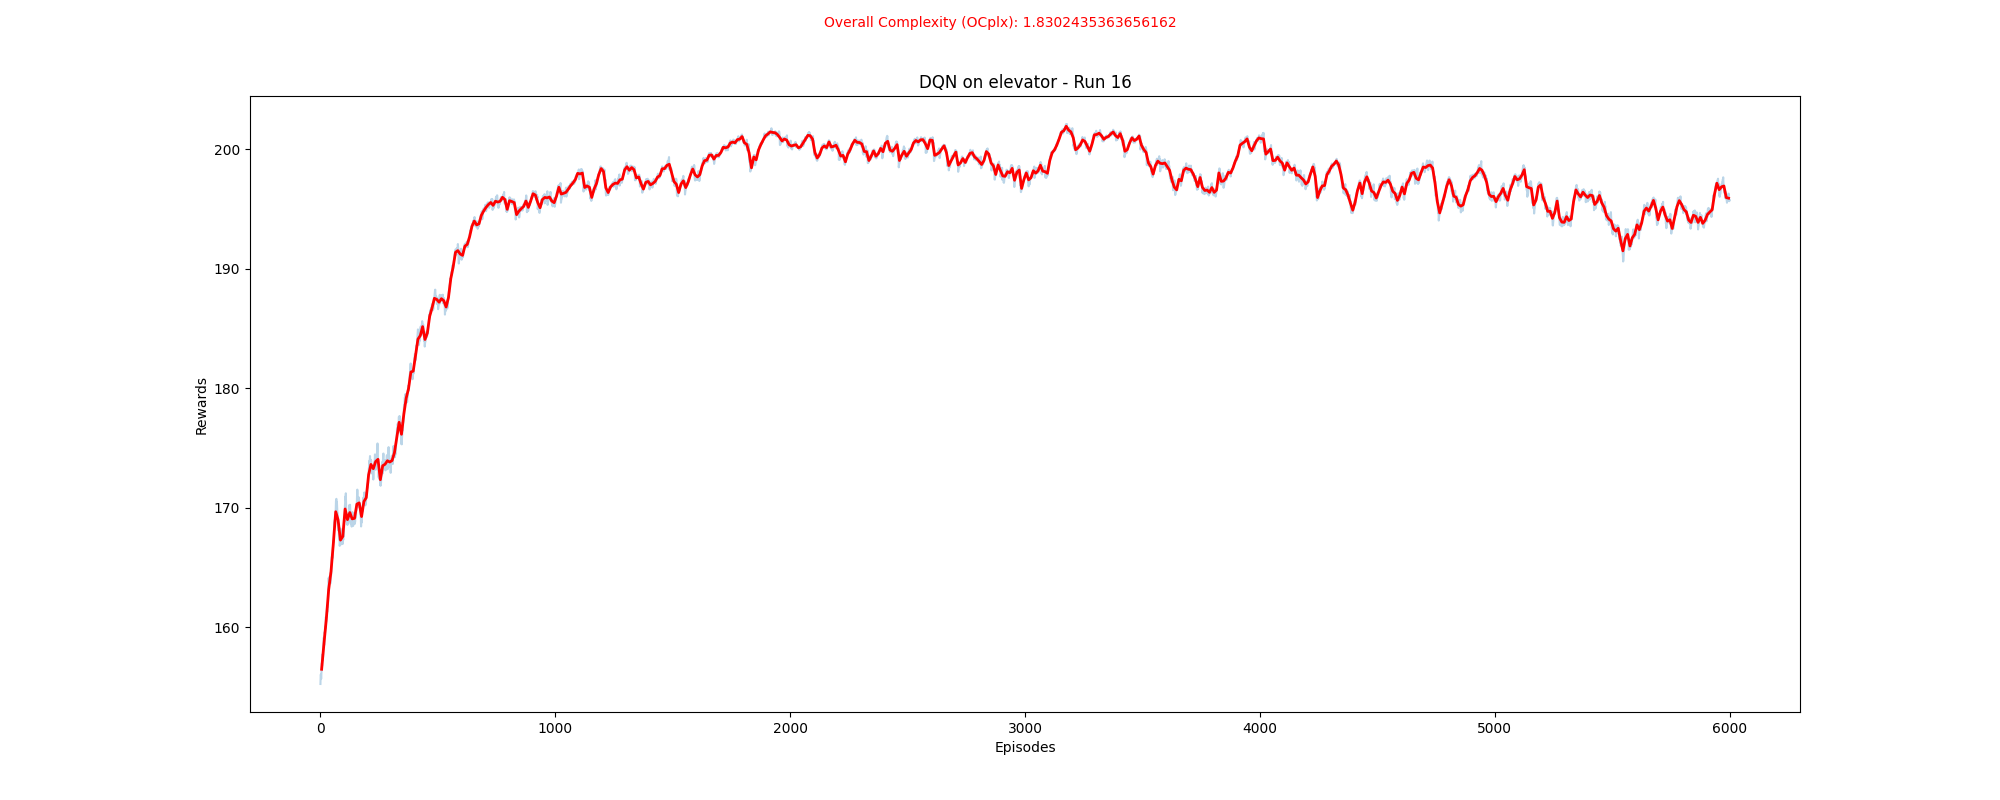 Overall Complexity (OCplx): 1.8302435363656162
DQN on elevator - Run 16
200
190
180
170
160
Rewards
0 1000 2000 3000 4000 5000 6000
Episodes